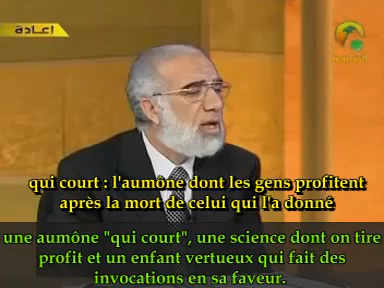 إعادة
qui court : l'aumône dont les gens profitent
après la mort de celui qui l'a donné
une aumône "qui court", une science dont on tire
profit et un enfant vertueux qui fait des
invocations en sa faveur.